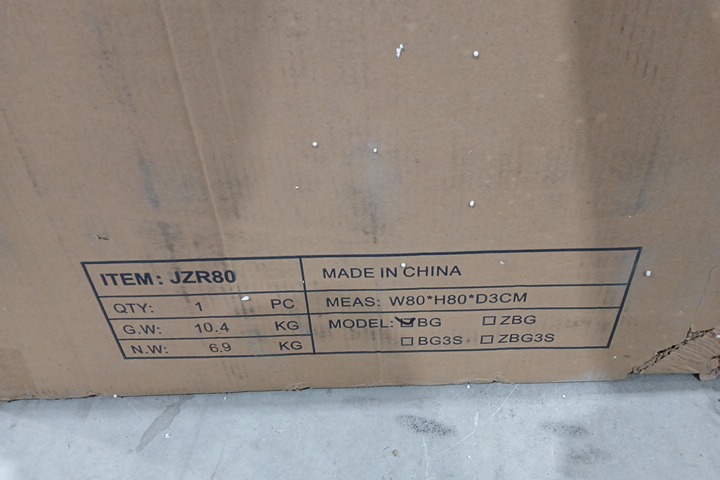 ITEM: JZR80
QTY: 1 PC
G.W: 10.4 KG
N.W: 6.9 KG
MADE IN CHINA
MEAS: W80*H80*D3CM
MODEL: ☑BG ☐ZBG
☐BG3S ☐ZBG3S